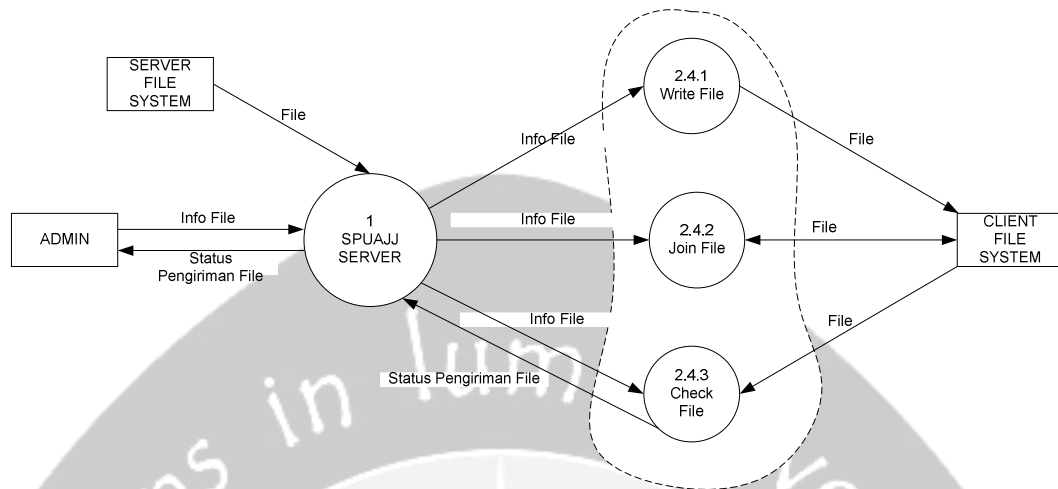 SERVER
FILE
SYSTEM
File
2.4.1
Write File
Info File
File
ADMIN
Info File
Status
Pengiriman File
1
SPUAJJ
SERVER
Info File
2.4.2
Join File
File
CLIENT
FILE
SYSTEM
Info File
File
Status Pengiriman File
2.4.3
Check
File
in lum